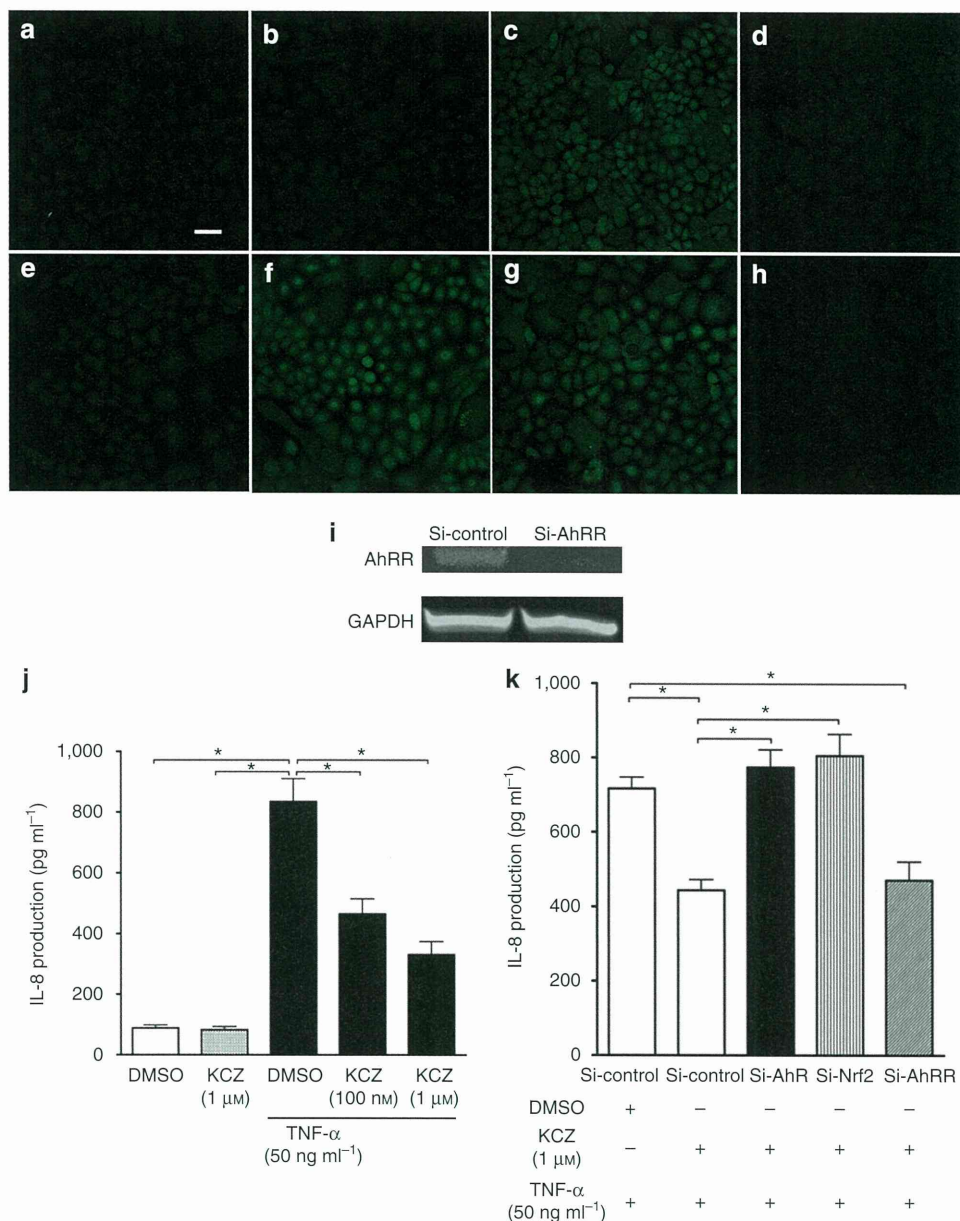 a
b
c
d
e
f
g
h
i
Si-control Si-AhRR
AhRR
GAPDH
j
IL-8 production (pg ml⁻¹)
1,000
800
600
400
200
0
* *
* *
DMSO KCZ DMSO KCZ KCZ
(1 µM) (100 nM) (1 µM)
TNF-α
(50 ng ml⁻¹)
k
IL-8 production (pg ml⁻¹)
1,000
800
600
400
200
0
*
* *
*
Si-control Si-control Si-AhR Si-Nrf2 Si-AhRR
DMSO + – – – –
KCZ
(1 µM) – + + + +
TNF-α
(50 ng ml⁻¹) + + + + +